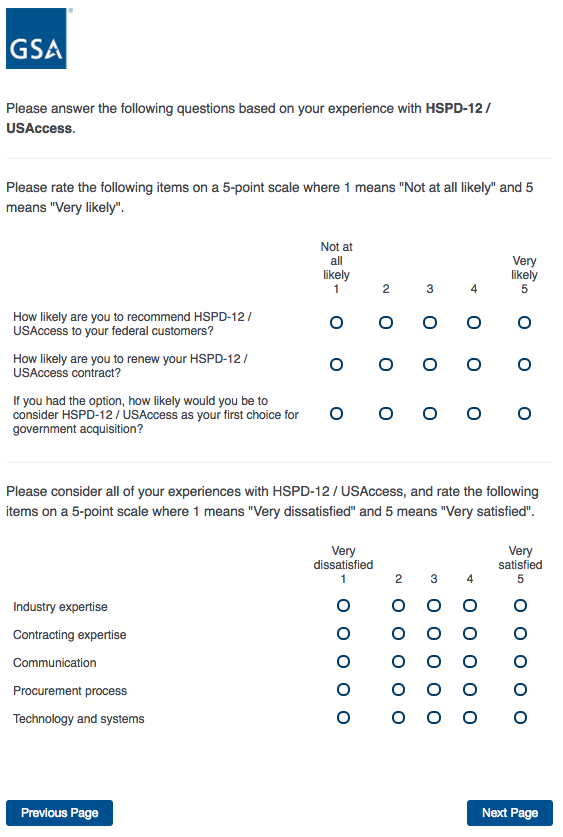 GSA
Please answer the following questions based on your experience with HSPD-12 /
USAccess.
Please rate the following items on a 5-point scale where 1 means "Not at all likely" and 5
means "Very likely".
Not at
all
likely
1
2
3
4
Very
likely
5
How likely are you to recommend HSPD-12 /
USAccess to your federal customers?
How likely are you to renew your HSPD-12 /
USAccess contract?
If you had the option, how likely would you be to
consider HSPD-12 / USAccess as your first choice for
government acquisition?
Please consider all of your experiences with HSPD-12 / USAccess, and rate the following
items on a 5-point scale where 1 means "Very dissatisfied" and 5 means "Very satisfied".
Very
dissatisfied
1
2
3
4
Very
satisfied
5
Industry expertise
Contracting expertise
Communication
Procurement process
Technology and systems
Previous Page
Next Page